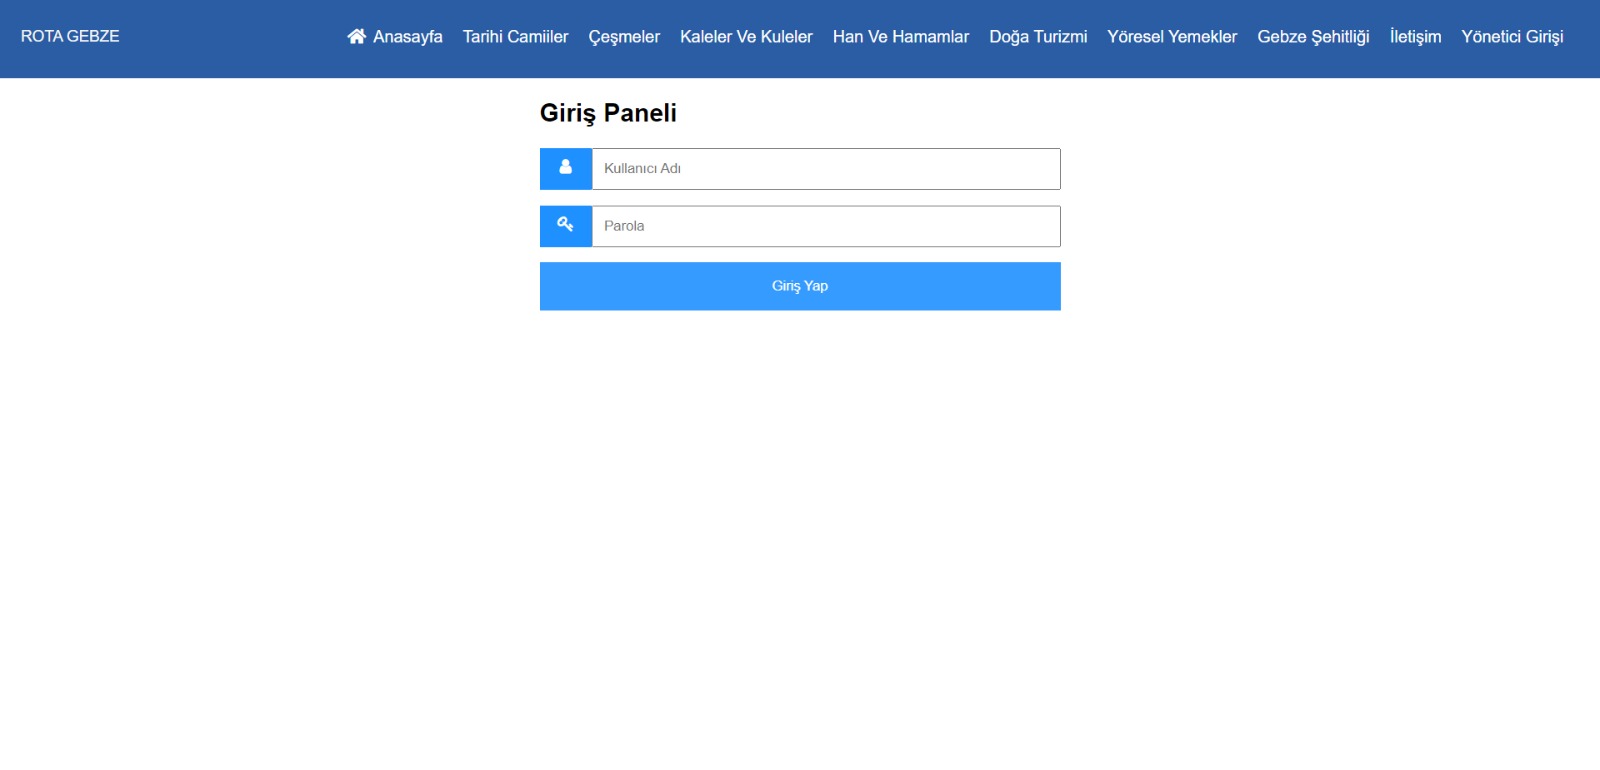 ROTA GEBZE
Anasayfa Tarihi Camiiler Çeşmeler Kaleler Ve Kuleler Han Ve Hamamlar Doğa Turizmi Yöresel Yemekler Gebze Şehitliği İletişim Yönetici Girişi
Giriş Paneli
Kullanıcı Adı
Parola
Giriş Yap